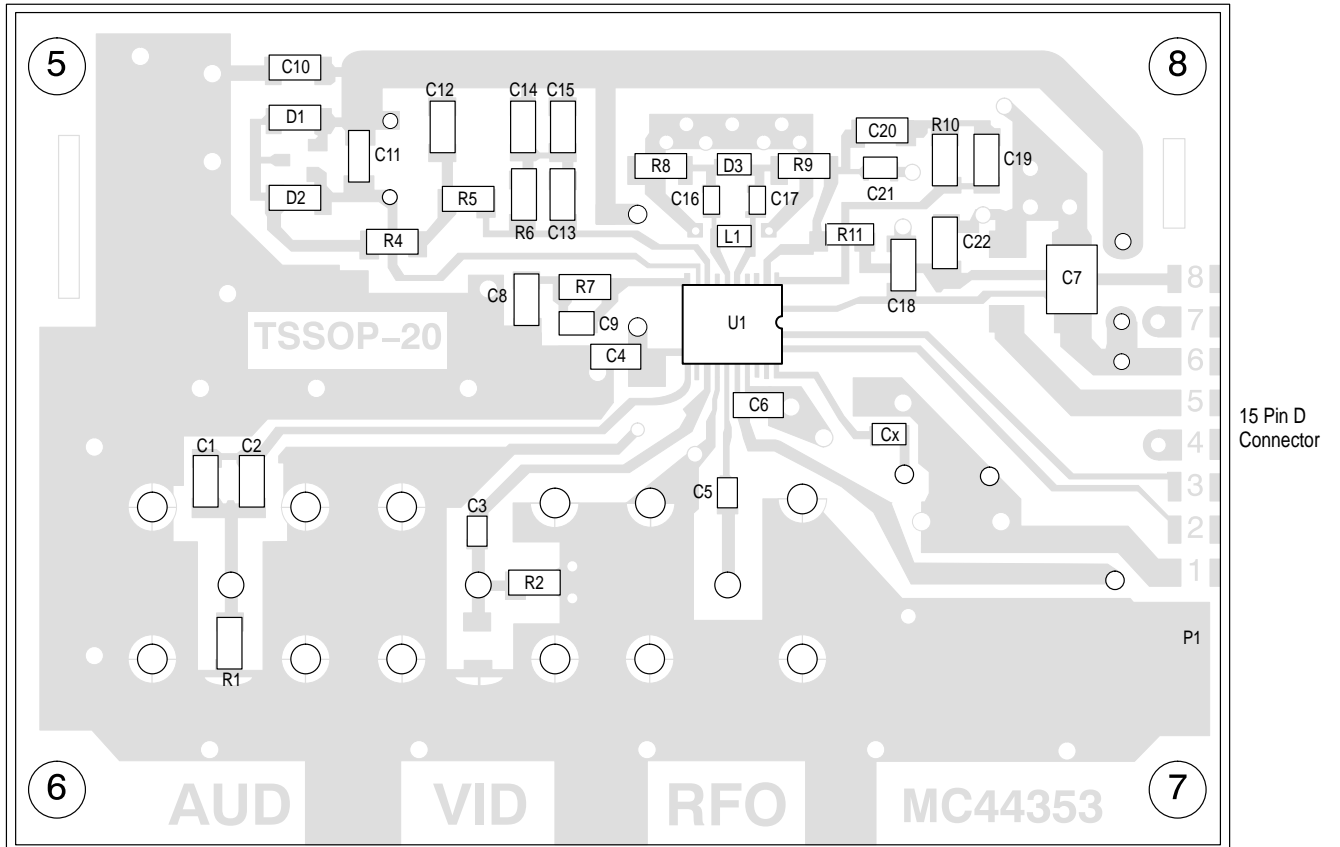 5
8
C10
C12
C14
C15
D1
C20
R10
C11
C19
R8
D3
R9
C21
D2
R5
C16
C17
R6
C13
R4
L1
R11
C22
C8
R7
C18
C7
8
C9
U1
7
TSSOP–20
C4
6
C6
5
15 Pin D
Connector
C1
C2
Cx
4
C5
3
C3
2
R2
1
P1
R1
6
7
AUD
VID
RFO
MC44353